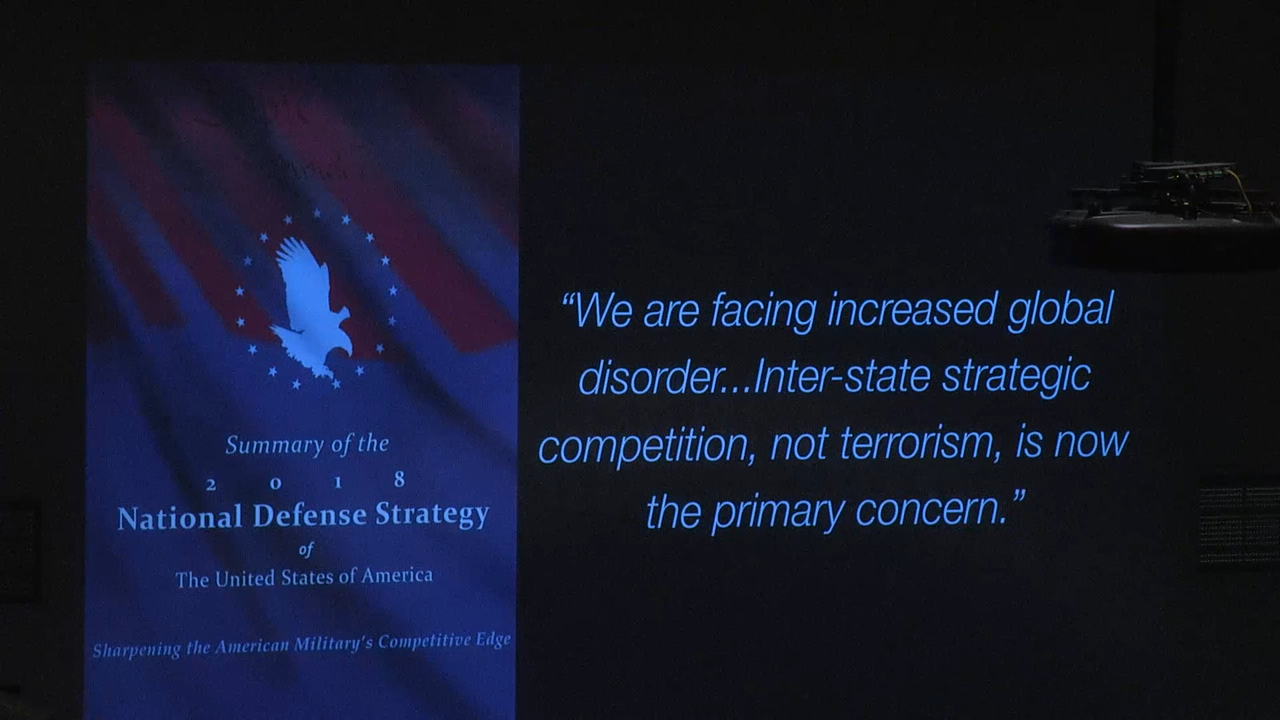 Summary of the
2 0 1 8
National Defense Strategy
of
The United States of America
Sharpening the American Military's Competitive Edge
“We are facing increased global
disorder...Inter-state strategic
competition, not terrorism, is now
the primary concern.”